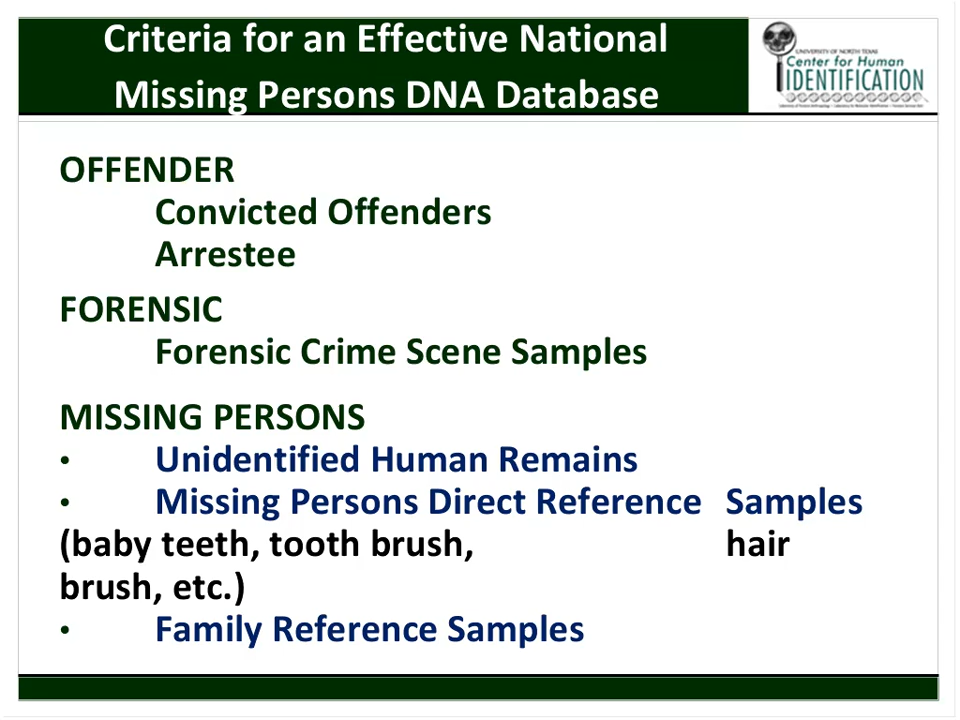 Criteria for an Effective National
Missing Persons DNA Database
UNIVERSITY OF NORTH TEXAS
Center for Human
IDENTIFICATION
OFFENDER
Convicted Offenders
Arrestee
FORENSIC
Forensic Crime Scene Samples
MISSING PERSONS
• Unidentified Human Remains
• Missing Persons Direct Reference Samples
(baby teeth, tooth brush, hair
brush, etc.)
• Family Reference Samples